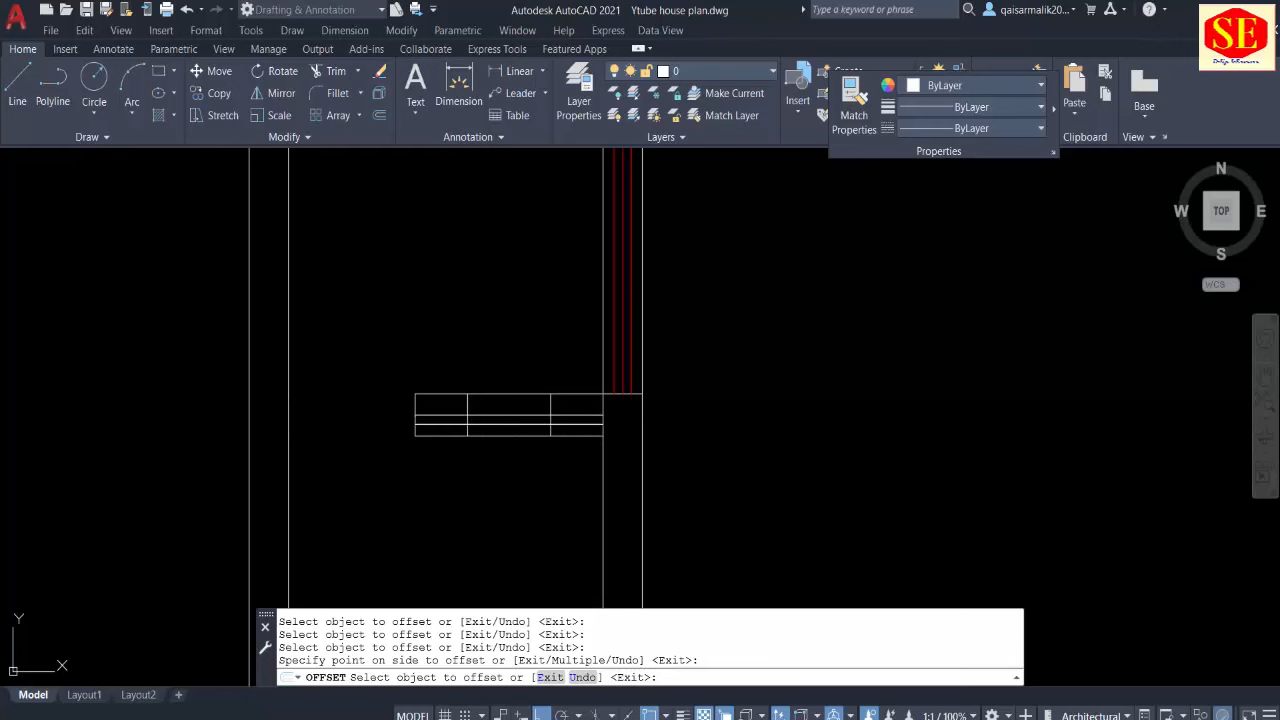 Drafting & Annotation
Autodesk AutoCAD 2021 Ytube house plan.dwg
Type a keyword or phrase
qaisarmalik20...
SE
File Edit View Insert Format Tools Draw Dimension Modify Parametric Window Help Express Data View
Home Insert Annotate Parametric View Manage Output Add-ins Collaborate Express Tools Featured Apps
Line
Polyline
Circle
Arc
Move
Rotate
Trim
Copy
Mirror
Fillet
Stretch
Scale
Array
Text
Dimension
Linear
Leader
Table
Layer
Properties
0
Make Current
Match Layer
Insert
Match
Properties
ByLayer
ByLayer
ByLayer
Paste
Base
Draw
Modify
Annotation
Layers
Properties
Clipboard
View
N
W
TOP
E
S
WCS
Y
X
Select object to offset or [Exit/Undo] <Exit>:
Select object to offset or [Exit/Undo] <Exit>:
Select object to offset or [Exit/Undo] <Exit>:
Specify point on side to offset or [Exit/Multiple/Undo] <Exit>:
OFFSET Select object to offset or [Exit Undo] <Exit>:
Model Layout1 Layout2 +
MODEL
1:1 / 100%
Architectural